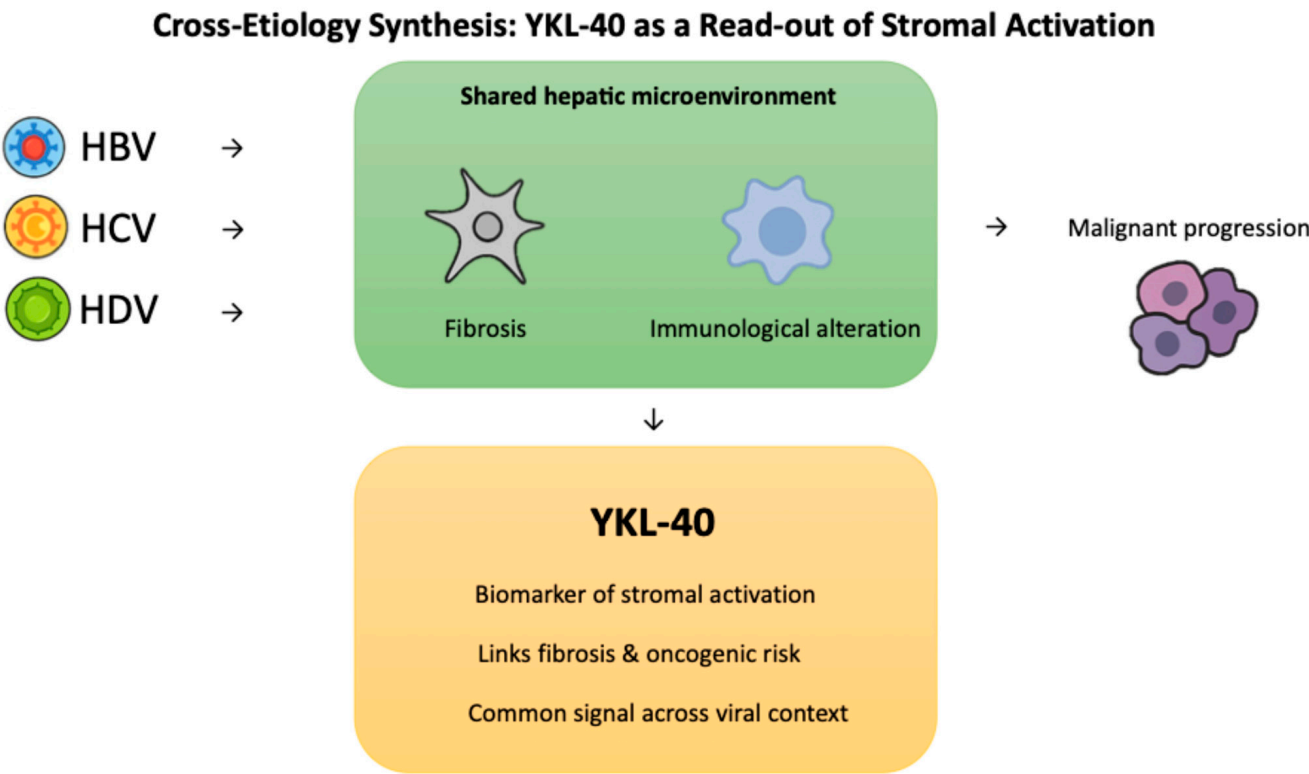 Cross-Etiology Synthesis: YKL-40 as a Read-out of Stromal Activation
Shared hepatic microenvironment
HBV →
HCV →
HDV →
Fibrosis
Immunological alteration
→ Malignant progression
↓
YKL-40
Biomarker of stromal activation
Links fibrosis & oncogenic risk
Common signal across viral context